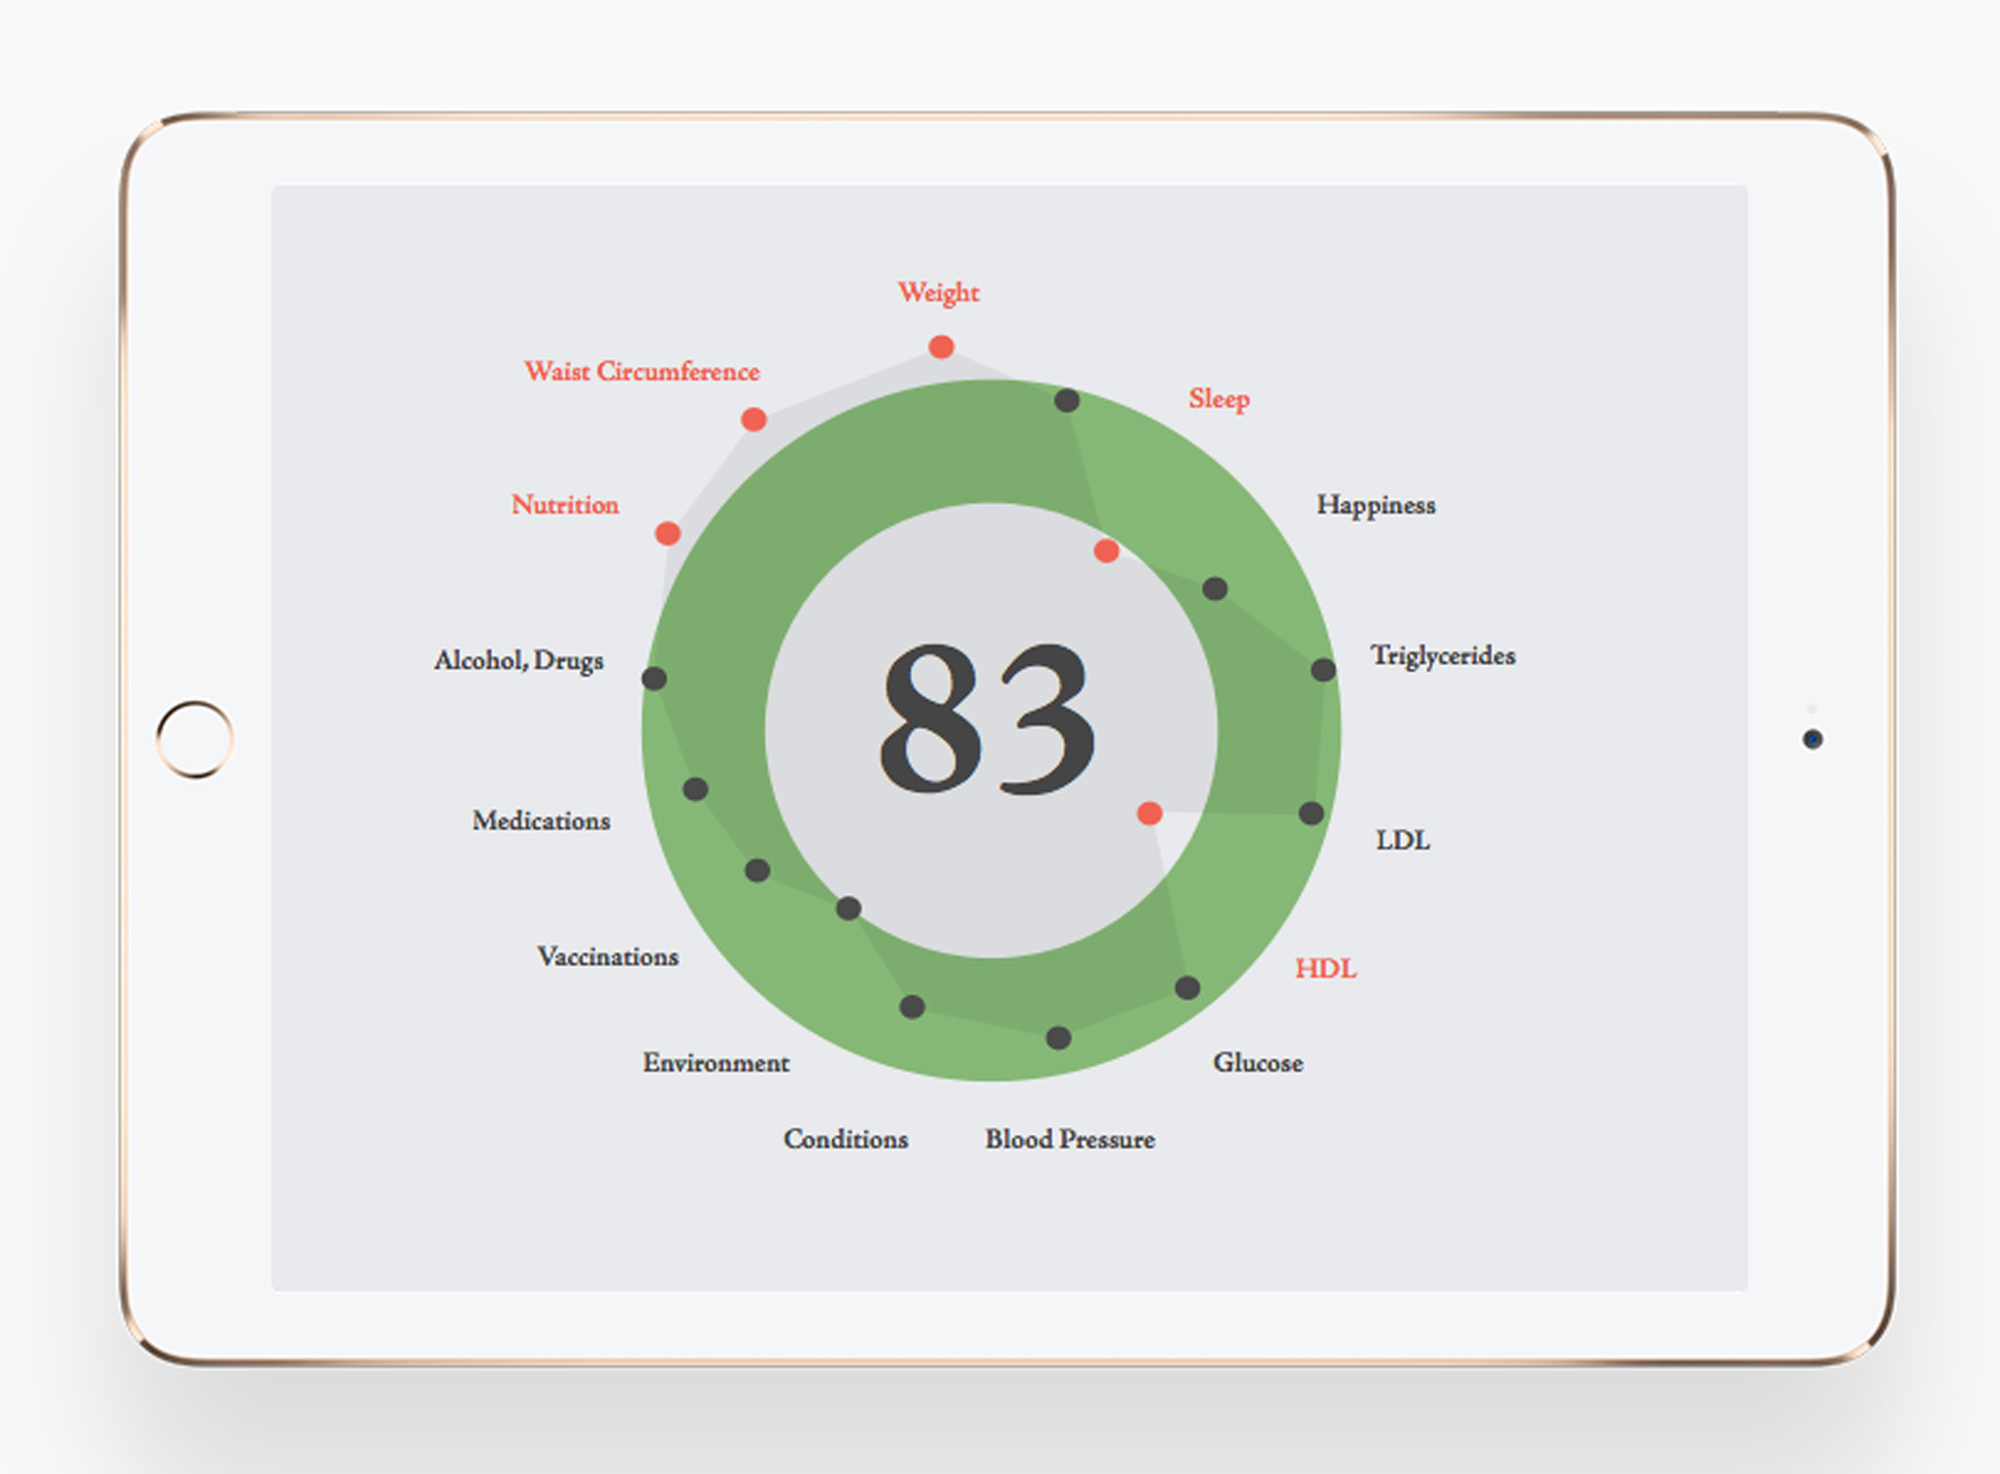 Weight
Waist Circumference
Sleep
Nutrition
Happiness
Alcohol, Drugs
83
Triglycerides
Medications
LDL
Vaccinations
HDL
Environment
Glucose
Conditions
Blood Pressure